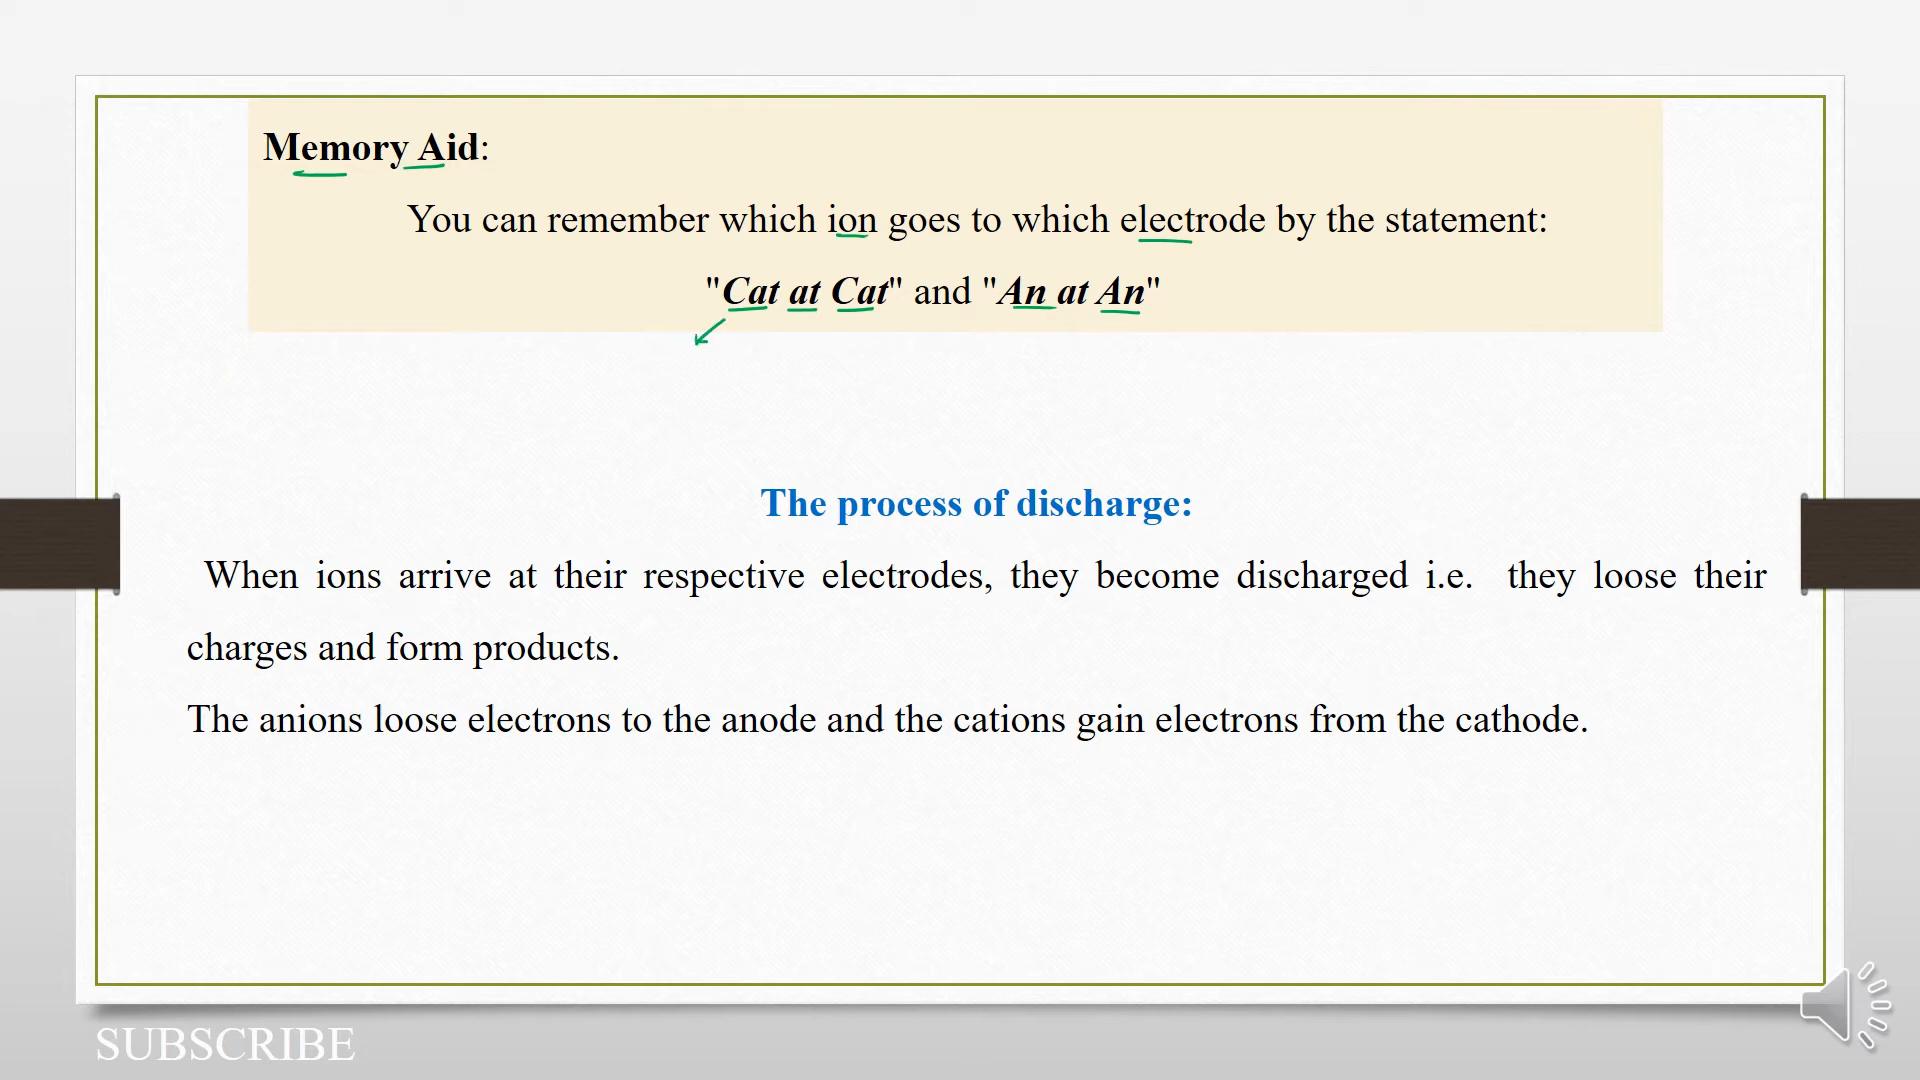 Memory Aid:
You can remember which ion goes to which electrode by the statement:
"Cat at Cat" and "An at An"
The process of discharge:
When ions arrive at their respective electrodes, they become discharged i.e. they loose their
charges and form products.
The anions loose electrons to the anode and the cations gain electrons from the cathode.
SUBSCRIBE